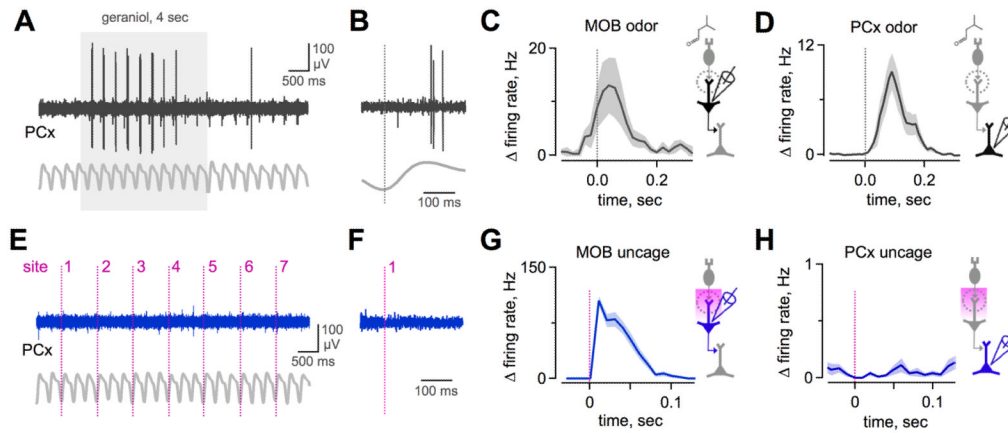 A
geraniol, 4 sec
100
µV
500 ms
PCx
B
100 ms
C
MOB odor
Δ firing rate, Hz
20
0
0.0 0.2
time, sec
D
PCx odor
Δ firing rate, Hz
12
0
0.0 0.2
time, sec
E
site 1 2 3 4 5 6 7
PCx
100
µV
500 ms
F
1
100 ms
G
MOB uncage
Δ firing rate, Hz
150
0
0 0.1
time, sec
H
PCx uncage
Δ firing rate, Hz
1
0
0 0.1
time, sec